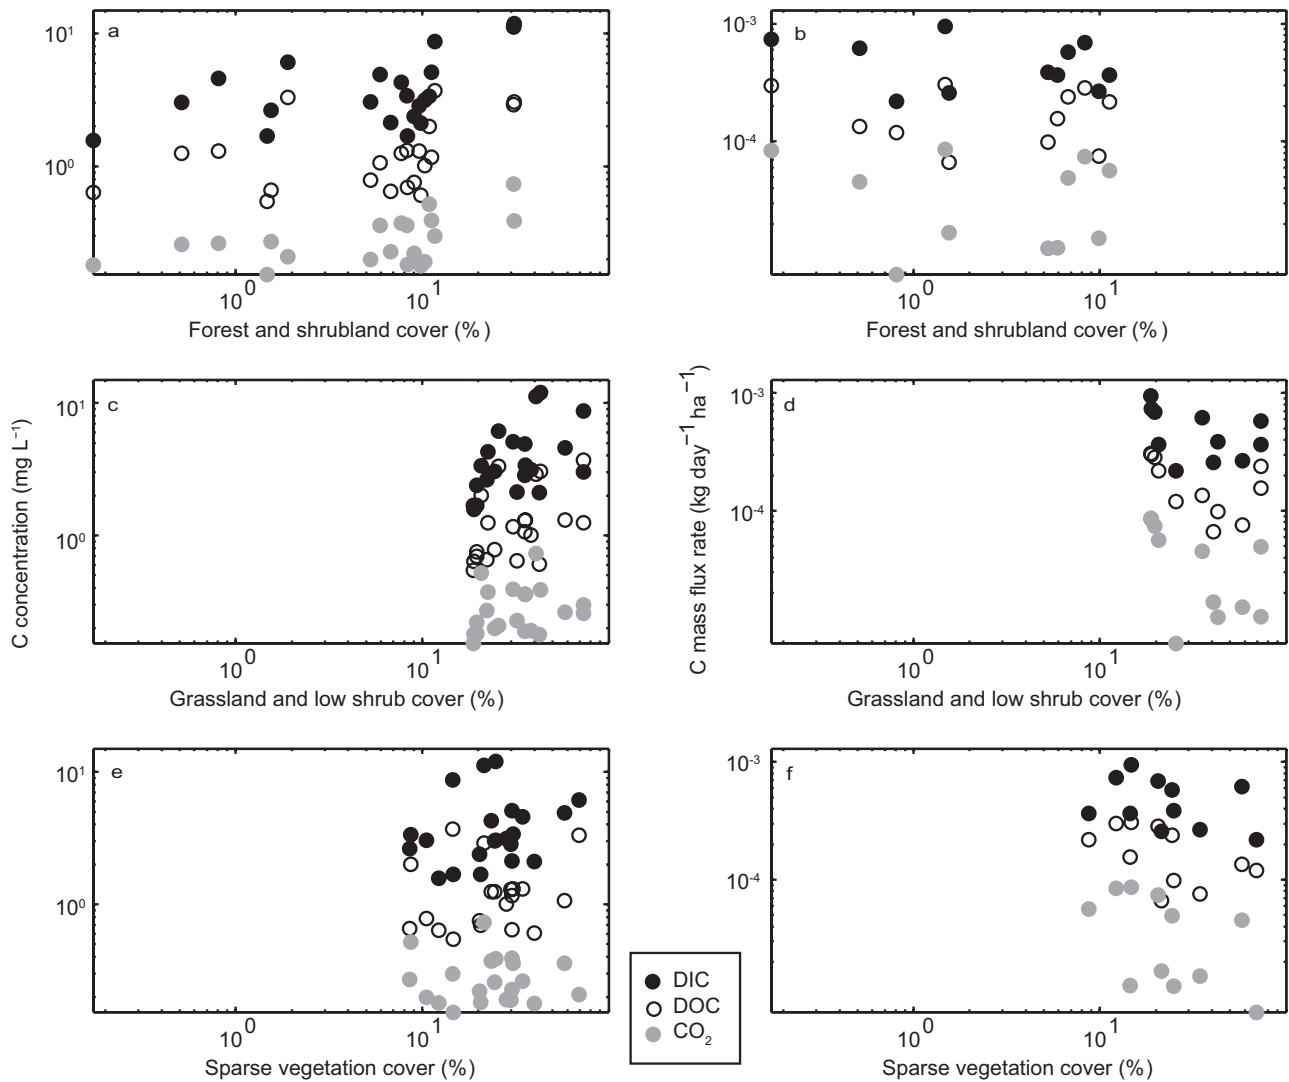 a
10¹
10⁰
10⁰ 10¹
Forest and shrubland cover (%)
b
10⁻³
10⁻⁴
10⁰ 10¹
Forest and shrubland cover (%)
C concentration (mg L⁻¹)
c
10¹
10⁰
10⁰ 10¹
Grassland and low shrub cover (%)
C mass flux rate (kg day⁻¹ ha⁻¹)
d
10⁻³
10⁻⁴
10⁰ 10¹
Grassland and low shrub cover (%)
e
10¹
10⁰
10⁰ 10¹
Sparse vegetation cover (%)
f
10⁻³
10⁻⁴
10⁰ 10¹
Sparse vegetation cover (%)
DIC
DOC
CO₂